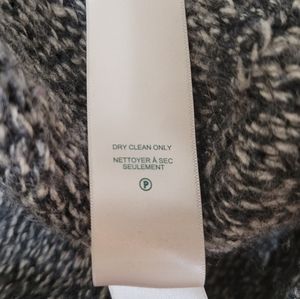 DRY CLEAN ONLY
NETTOYER À SEC
SEULEMENT
P